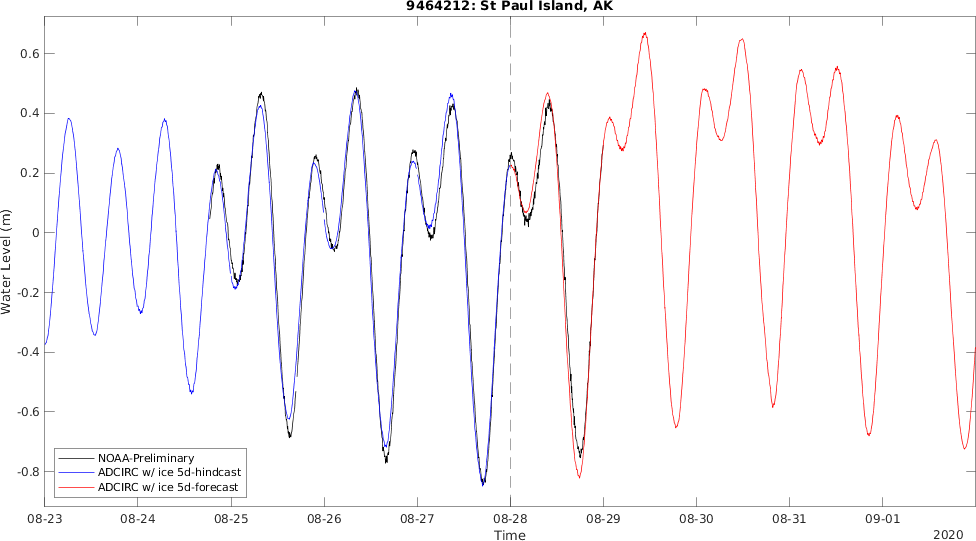 9464212: St Paul Island, AK
Water Level (m)
0.6
0.4
0.2
0
-0.2
-0.4
-0.6
-0.8
NOAA-Preliminary
ADCIRC w/ ice 5d-hindcast
ADCIRC w/ ice 5d-forecast
08-23 08-24 08-25 08-26 08-27 08-28 08-29 08-30 08-31 09-01
Time
2020